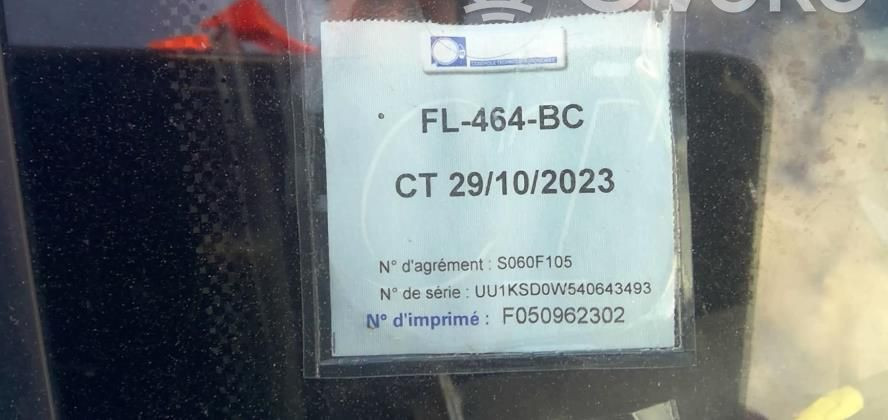 FL-464-BC
CT 29/10/2023
N° d'agrément : S060F105
N° de série : UU1KSD0W540643493
N° d'imprimé : F050962302